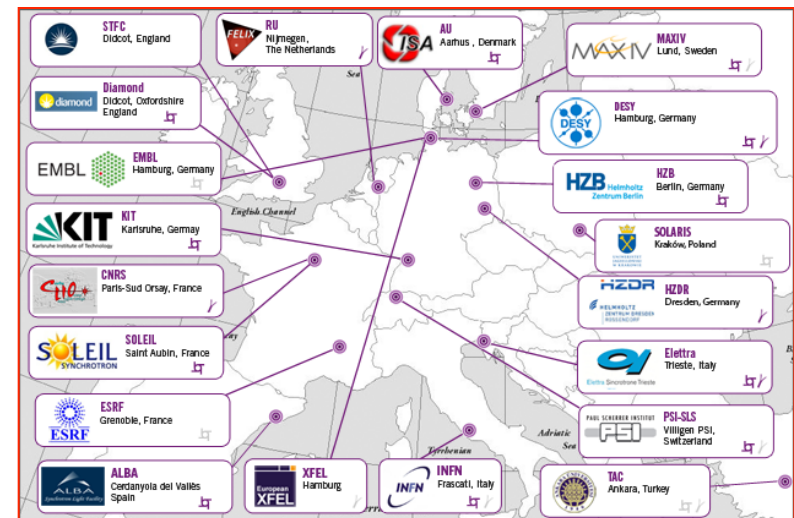 STFC
Didcot, England
FELIX
RU
Nijmegen,
The Netherlands
ISA
AU
Aarhus , Denmark
MAXIV
MAXIV
Lund, Sweden
Sea
diamond
Diamond
Didcot, Oxfordshire
England
DESY
DESY
Hamburg, Germany
EMBL
EMBL
Hamburg, Germany
HZB Helmholtz
Zentrum Berlin
HZB
Berlin, Germany
English Channel
KIT
Karlsruhe Institute of Technology
KIT
Karlsruhe, Germay
SOLARIS
Kraków, Poland
CNRS
Paris-Sud Orsay, France
HZDR
HELMHOLTZ
ZENTRUM DRESDEN
ROSSENDORF
HZDR
Dresden, Germany
SOLEIL
SYNCHROTRON
SOLEIL
Saint Aubin, France
Elettra Sincrotrone Trieste
Elettra
Trieste, Italy
ESRF
ESRF
Grenoble, France
PAUL SCHERRER INSTITUT
PSI
PSI-SLS
Villigen PSI,
Switzerland
Adriatic
Sea
Tyrrhenian
ALBA
Synchrotron Light Facility
ALBA
Cerdanyola del Vallès
Spain
European
XFEL
XFEL
Hamburg
INFN
INFN
Frascati, Italy
TAC
Ankara, Turkey